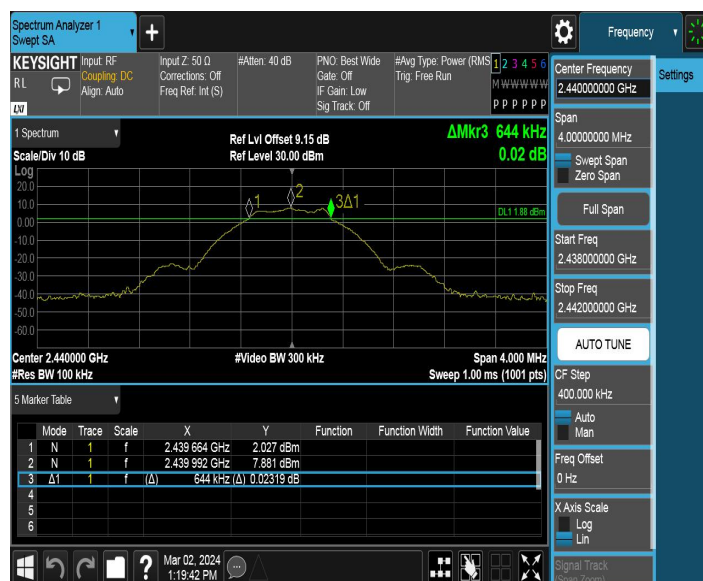 Spectrum Analyzer 1
Swept SA
+
Frequency
KEYSIGHT
RL
LXI
Input: RF
Coupling: DC
Align: Auto
Input Z: 50 Ω
Corrections: Off
Freq Ref: Int (S)
#Atten: 40 dB
PNO: Best Wide
Gate: Off
IF Gain: Low
Sig Track: Off
#Avg Type: Power (RMS
Trig: Free Run
1 2 3 4 5 6
M W W W W W
P P P P P P
Settings
Center Frequency
2.440000000 GHz
Span
4.00000000 MHz
Swept Span
Zero Span
Full Span
Start Freq
2.438000000 GHz
Stop Freq
2.442000000 GHz
AUTO TUNE
CF Step
400.000 kHz
Auto
Man
Freq Offset
0 Hz
X Axis Scale
Log
Lin
Signal Track
(Span Zoom)
1 Spectrum
Scale/Div 10 dB
Ref Lvl Offset 9.15 dB
Ref Level 30.00 dBm
ΔMkr3 644 kHz
0.02 dB
Log
20.0
10.0
0.00
-10.0
-20.0
-30.0
-40.0
-50.0
-60.0
1
2
3Δ1
DL1 1.88 dBm
Center 2.440000 GHz
#Res BW 100 kHz
#Video BW 300 kHz
Span 4.000 MHz
Sweep 1.00 ms (1001 pts)
5 Marker Table
Mode Trace Scale X Y Function Function Width Function Value
1 N 1 f 2.439 664 GHz 2.027 dBm
2 N 1 f 2.439 992 GHz 7.881 dBm
3 Δ1 1 f (Δ) 644 kHz (Δ) 0.02319 dB
4
5
6
?
Mar 02, 2024
1:19:42 PM